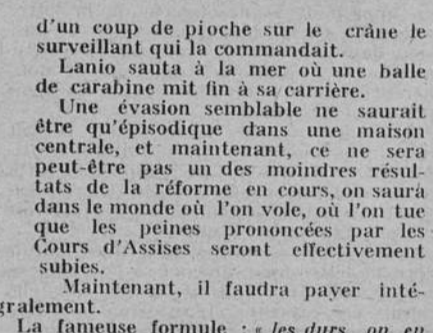 d'un coup de pioche sur le crâne le
surveillant qui la commandait.
Lanio sauta à la mer où une balle
de carabine mit fin à sa carrière.
Une évasion semblable ne saurait
être qu'épisodique dans une maison
centrale, et maintenant, ce ne sera
peut-être pas un des moindres résul-
tats de la réforme en cours, on saura
dans le monde où l'on vole, où l'on tue
que les peines prononcées par les
Cours d'Assises seront effectivement
subies.
Maintenant, il faudra payer inté-
gralement.
La fameuse formule : « les durs, on en